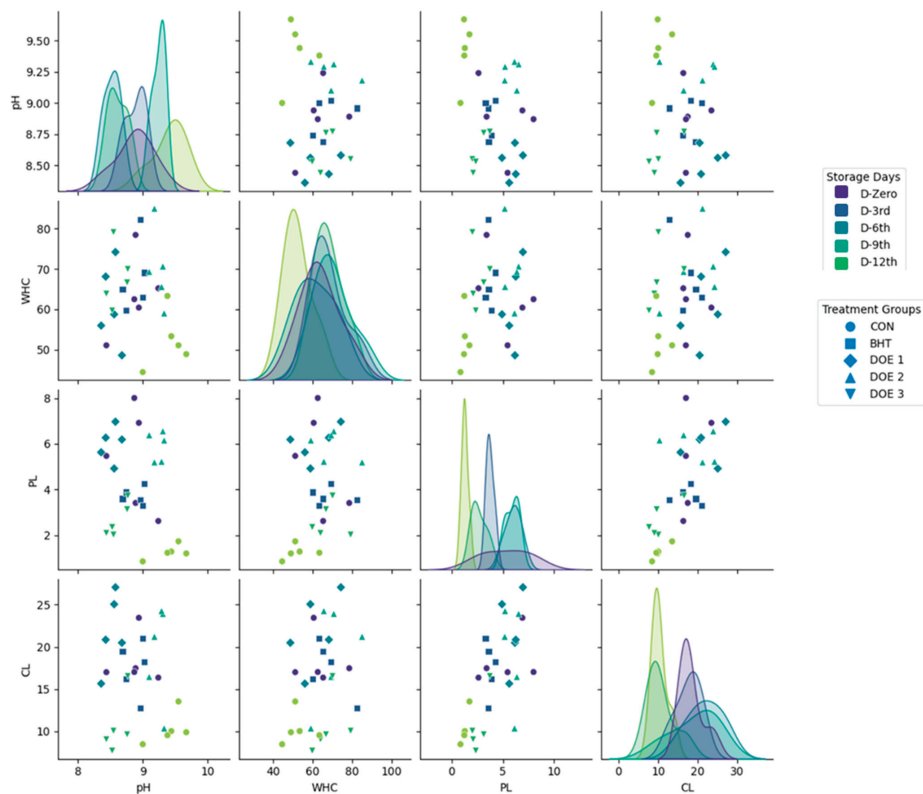 pH
9.50
9.25
9.00
8.75
8.50
WHC
80
70
60
50
PL
8
6
4
2
CL
25
20
15
10
8 9 10
pH
40 60 80 100
WHC
0 5 10
PL
0 10 20 30
CL
Storage Days
D-Zero
D-3rd
D-6th
D-9th
D-12th
Treatment Groups
CON
BHT
DOE 1
DOE 2
DOE 3